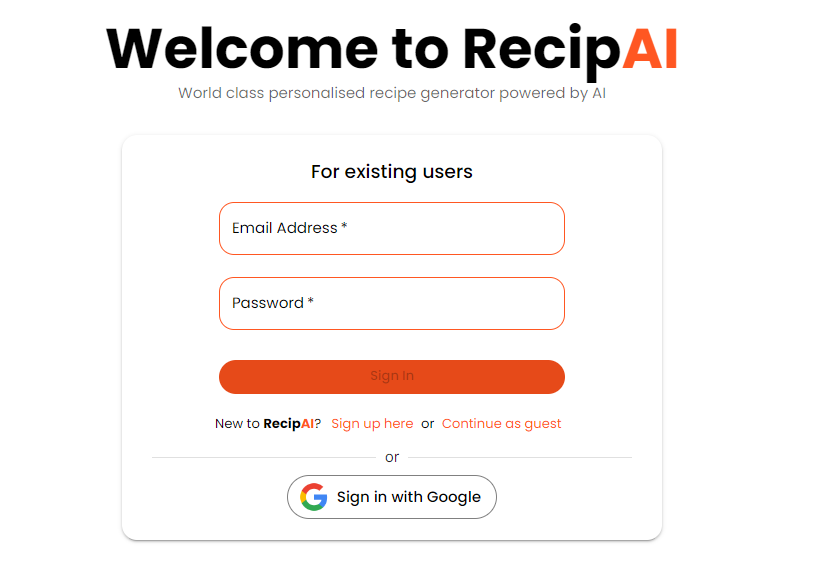 Welcome to RecipAI
World class personalised recipe generator powered by AI
For existing users
Email Address *
Password *
Sign In
New to RecipAI? Sign up here or Continue as guest
or
Sign in with Google